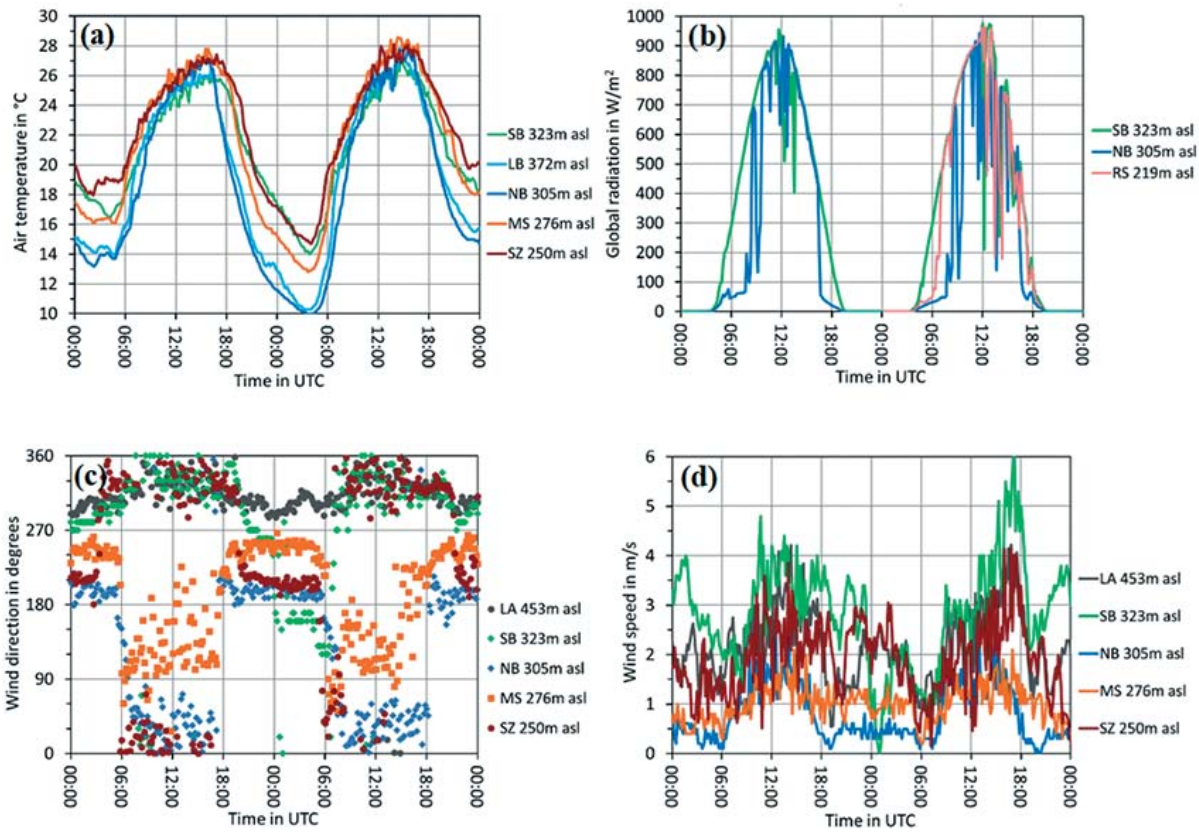 (a)
30
28
26
24
22
20
18
16
14
12
10
Air temperature in °C
00:00
06:00
12:00
18:00
00:00
06:00
12:00
18:00
00:00
Time in UTC
SB 323m asl
LB 372m asl
NB 305m asl
MS 276m asl
SZ 250m asl
(b)
1000
900
800
700
600
500
400
300
200
100
0
Global radiation in W/m²
00:00
06:00
12:00
18:00
00:00
06:00
12:00
18:00
00:00
Time in UTC
SB 323m asl
NB 305m asl
RS 219m asl
(c)
360
270
180
90
0
Wind direction in degrees
00:00
06:00
12:00
18:00
00:00
06:00
12:00
18:00
00:00
Time in UTC
LA 453m asl
SB 323m asl
NB 305m asl
MS 276m asl
SZ 250m asl
(d)
6
5
4
3
2
1
0
Wind speed in m/s
00:00
06:00
12:00
18:00
00:00
06:00
12:00
18:00
00:00
Time in UTC
LA 453m asl
SB 323m asl
NB 305m asl
MS 276m asl
SZ 250m asl